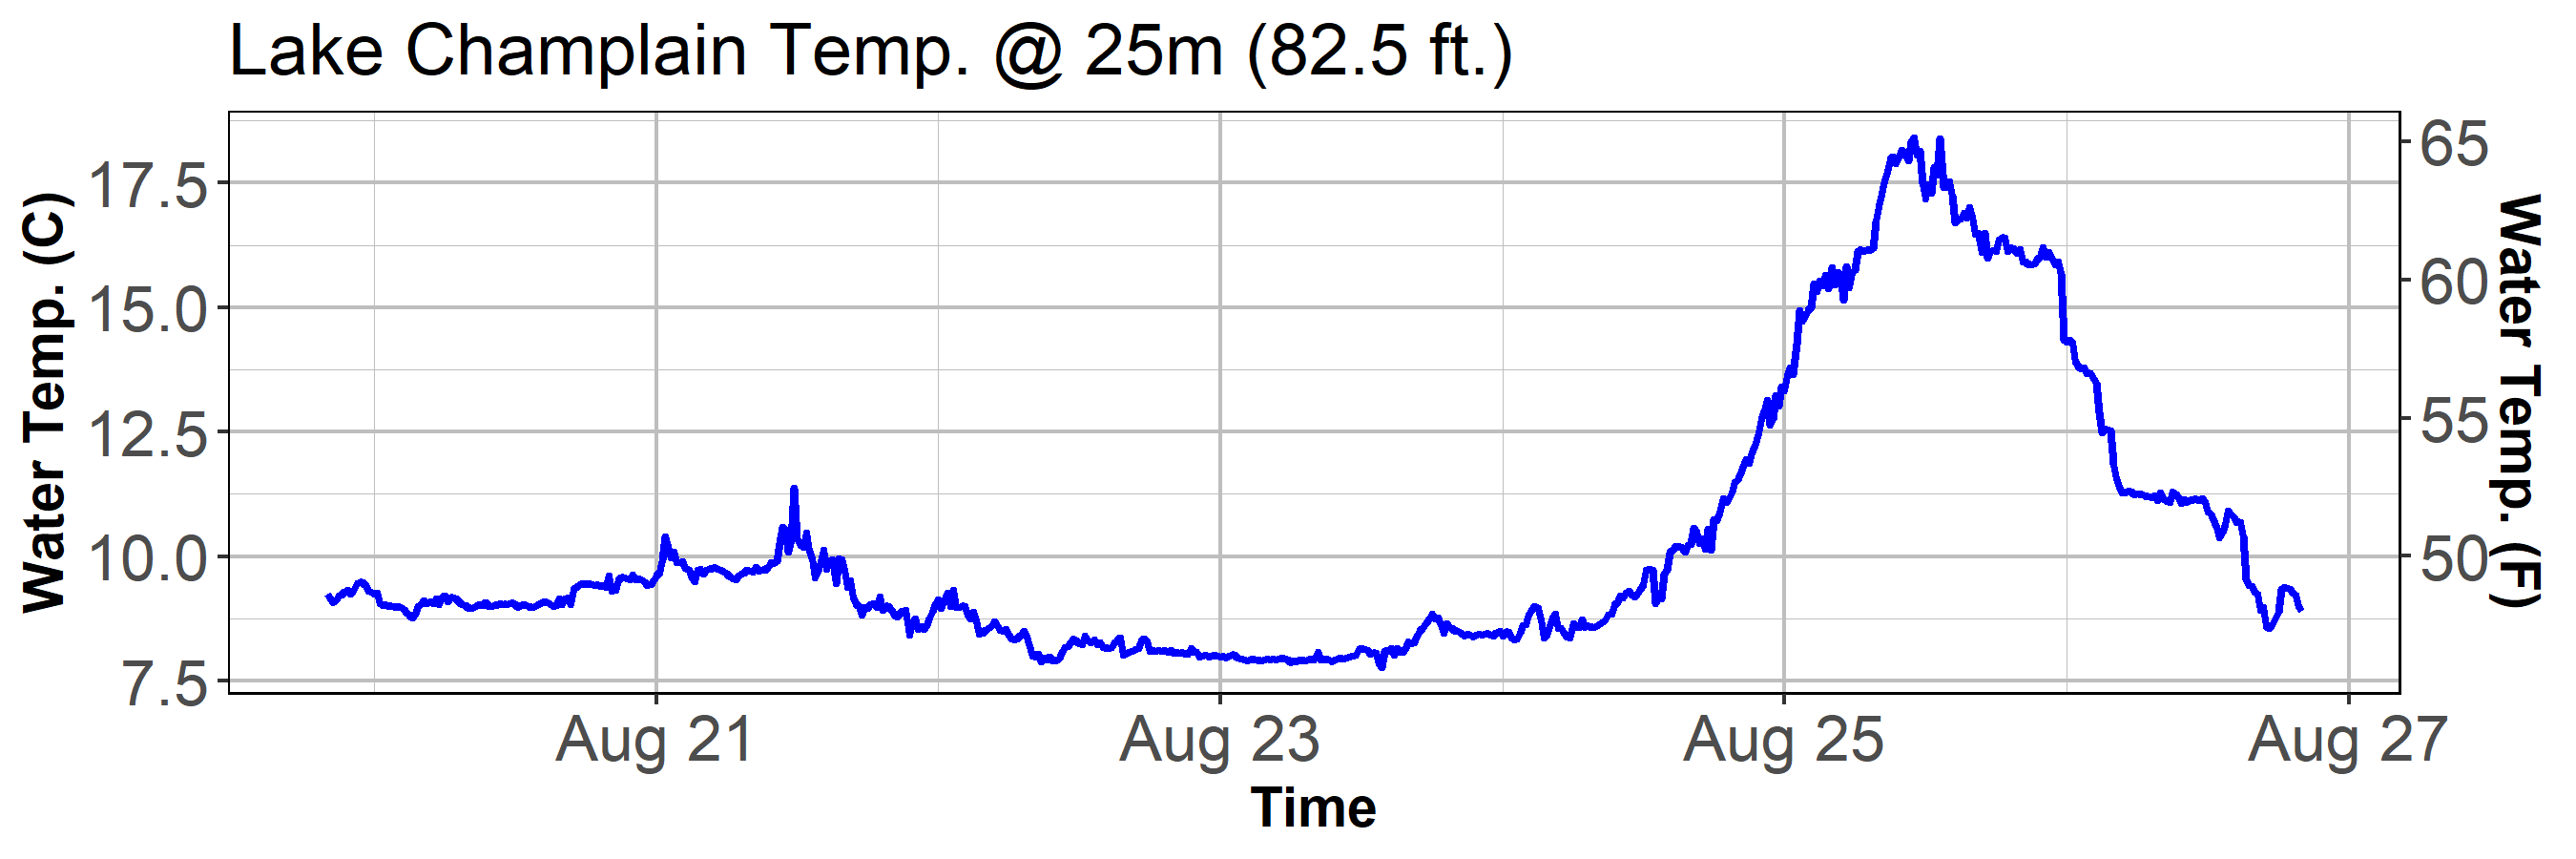 Lake Champlain Temp. @ 25m (82.5 ft.)
Water Temp. (C)
17.5
15.0
12.5
10.0
7.5
65
60
55
50
Water Temp. (F)
Aug 21
Aug 23
Aug 25
Aug 27
Time